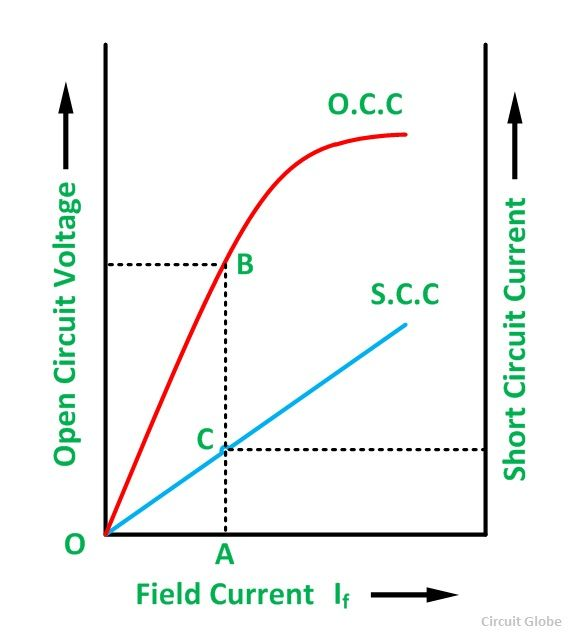 O.C.C
Open Circuit Voltage
B
S.C.C
Short Circuit Current
C
O
A
Field Current If
Circuit Globe